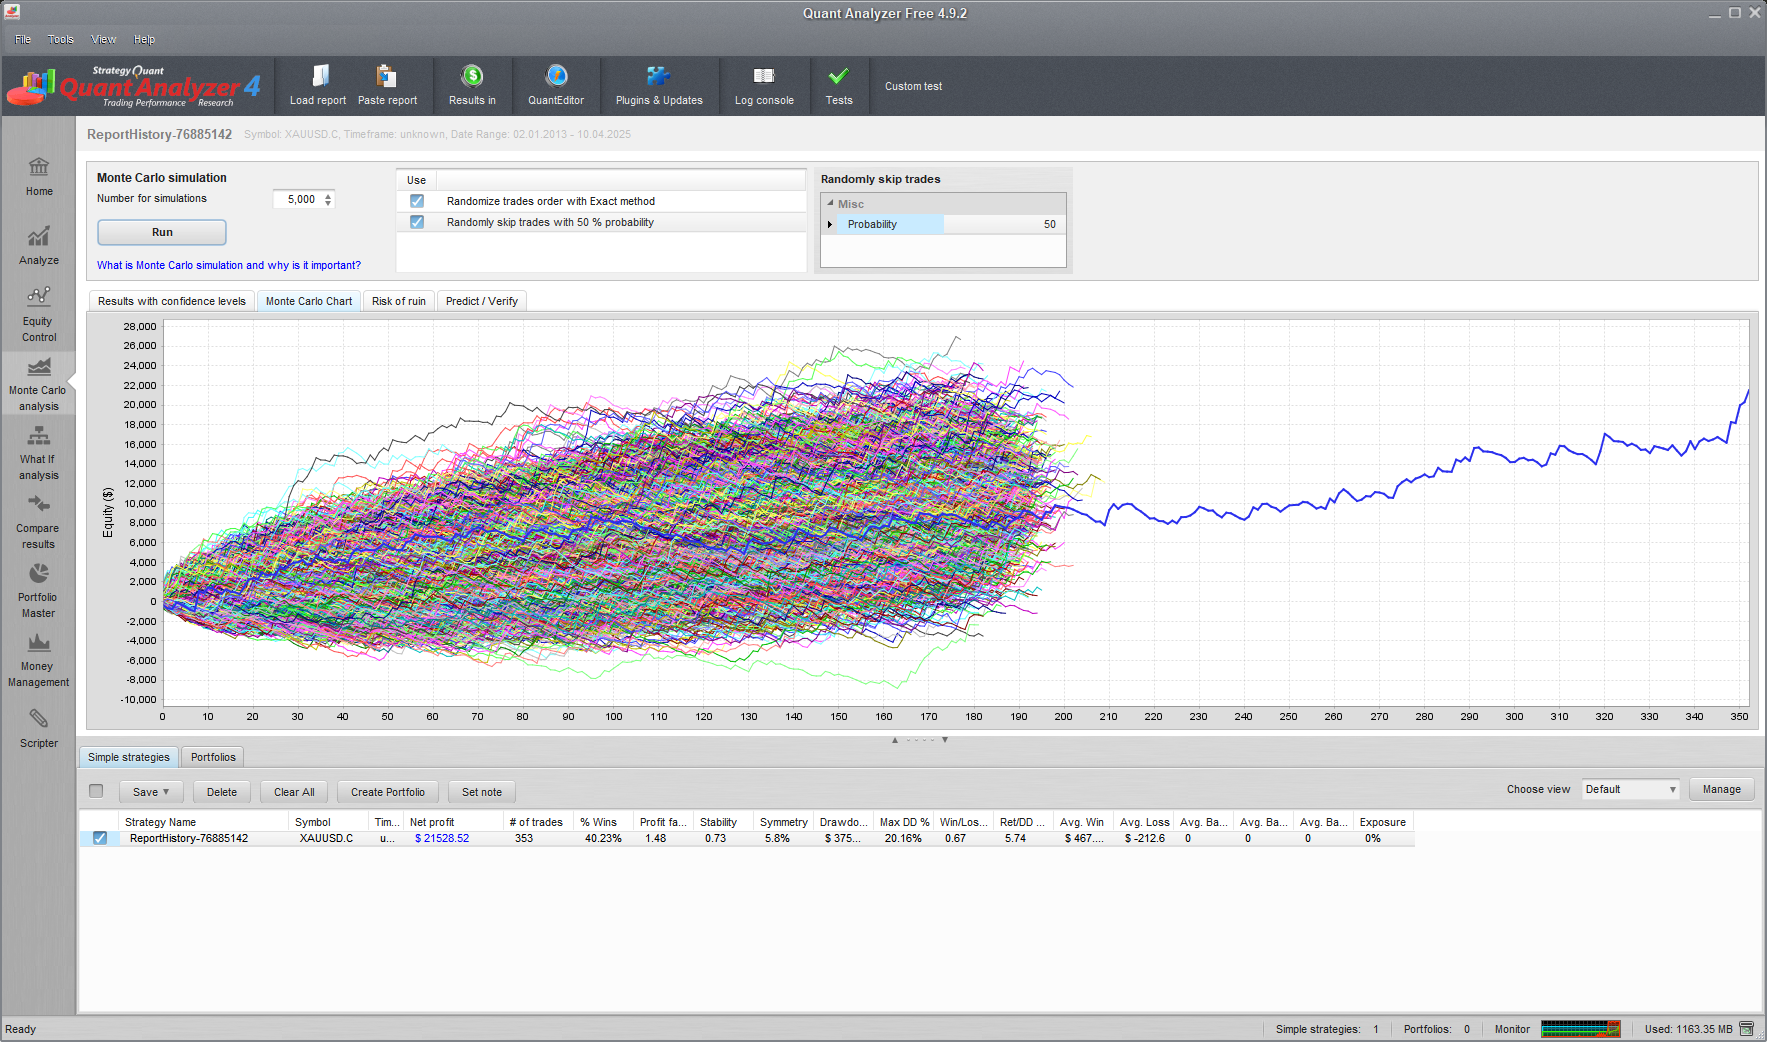 Quant Analyzer Free 4.9.2
File Tools View Help
Strategy Quant
Quant Analyzer 4
Trading Performance Research
Load report
Paste report
Results in
QuantEditor
Plugins & Updates
Log console
Tests
Custom test
ReportHistory-76885142 Symbol: XAUUSD.C, Timeframe: unknown, Date Range: 02.01.2013 - 10.04.2025
Home
Analyze
Equity
Control
Monte Carlo
analysis
What If
analysis
Compare
results
Portfolio
Master
Money
Management
Scripter
Monte Carlo simulation
Number for simulations 5,000
Run
What is Monte Carlo simulation and why is it important?
Use
Randomize trades order with Exact method
Randomly skip trades with 50 % probability
Randomly skip trades
Misc
Probability 50
Results with confidence levels
Monte Carlo Chart
Risk of ruin
Predict / Verify
Equity ($)
28,000
26,000
24,000
22,000
20,000
18,000
16,000
14,000
12,000
10,000
8,000
6,000
4,000
2,000
0
-2,000
-4,000
-6,000
-8,000
-10,000
0 10 20 30 40 50 60 70 80 90 100 110 120 130 140 150 160 170 180 190 200 210 220 230 240 250 260 270 280 290 300 310 320 330 340 350
Simple strategies
Portfolios
Save
Delete
Clear All
Create Portfolio
Set note
Choose view Default
Manage
Strategy Name Symbol Tim... Net profit # of trades % Wins Profit fa... Stability Symmetry Drawdo... Max DD % Win/Los... Ret/DD ... Avg. Win Avg. Loss Avg. Ba... Avg. Ba... Avg. Ba... Exposure
ReportHistory-76885142 XAUUSD.C u... $ 21528.52 353 40.23% 1.48 0.73 5.8% $ 375... 20.16% 0.67 5.74 $ 467.... $ -212.6 0 0 0 0%
Ready
Simple strategies: 1
Portfolios: 0
Monitor
Used: 1163.35 MB